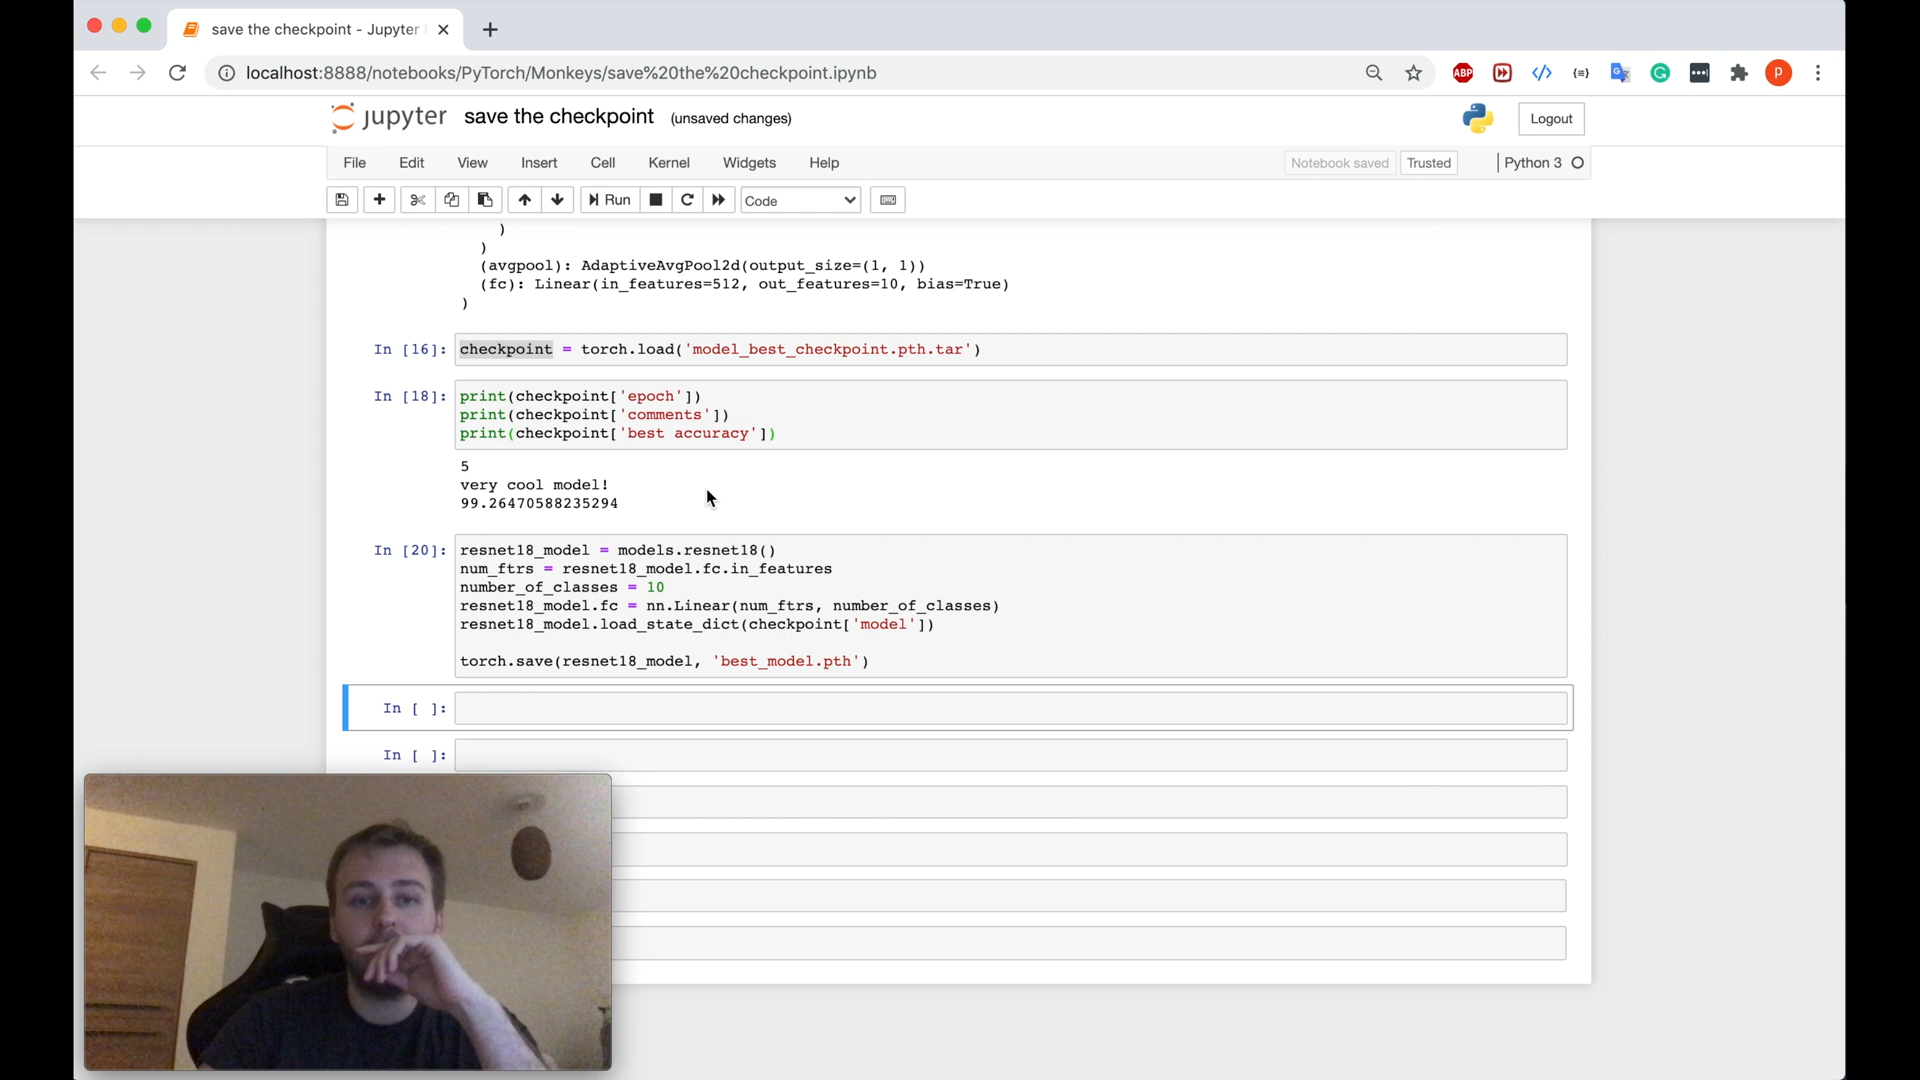 save the checkpoint - Jupyter
localhost:8888/notebooks/PyTorch/Monkeys/save%20the%20checkpoint.ipynb
ABP
P
jupyter save the checkpoint (unsaved changes)
Logout
File Edit View Insert Cell Kernel Widgets Help
Notebook saved Trusted Python 3
Run Code
)
)
(avgpool): AdaptiveAvgPool2d(output_size=(1, 1))
(fc): Linear(in_features=512, out_features=10, bias=True)
)
In [16]: checkpoint = torch.load('model_best_checkpoint.pth.tar')
In [18]: print(checkpoint['epoch'])
print(checkpoint['comments'])
print(checkpoint['best accuracy'])
5
very cool model!
99.26470588235294
In [20]: resnet18_model = models.resnet18()
num_ftrs = resnet18_model.fc.in_features
number_of_classes = 10
resnet18_model.fc = nn.Linear(num_ftrs, number_of_classes)
resnet18_model.load_state_dict(checkpoint['model'])
torch.save(resnet18_model, 'best_model.pth')
In [ ]:
In [ ]: